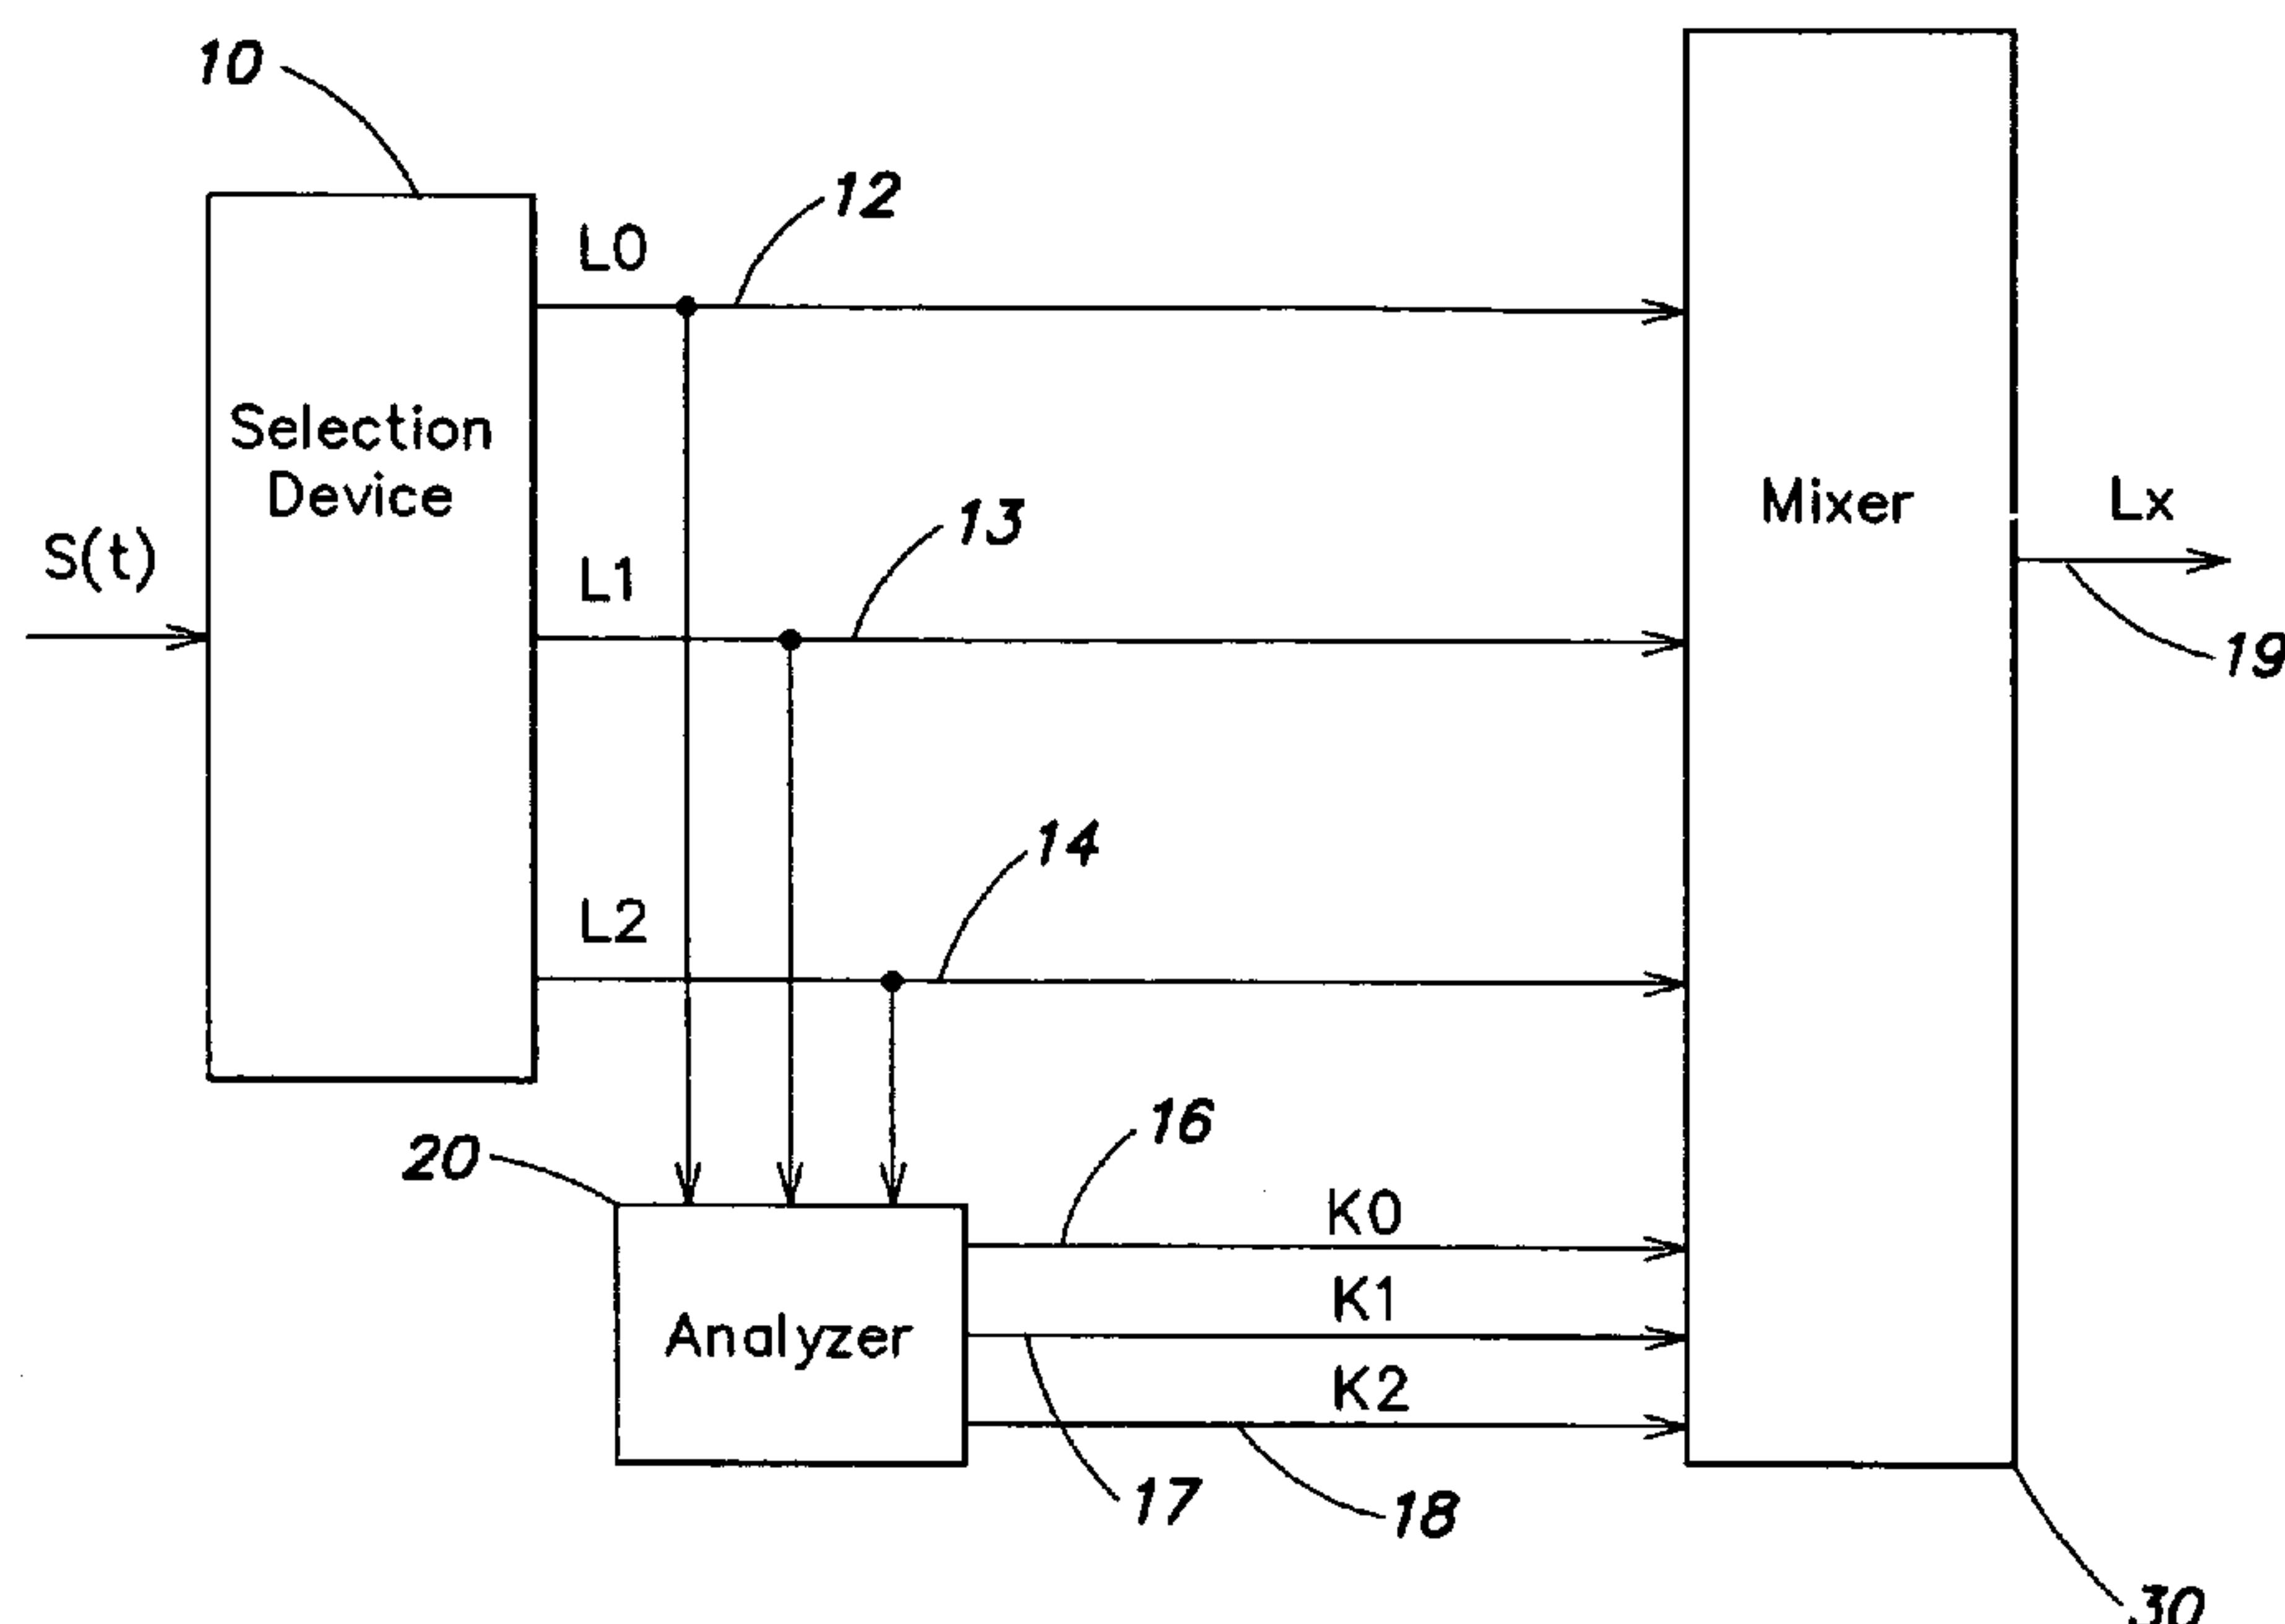 10
12
L0
Selection
Device
S(t)
13
L1
Mixer
Lx
19
14
L2
20
16
K0
K1
Analyzer
K2
17
18
30